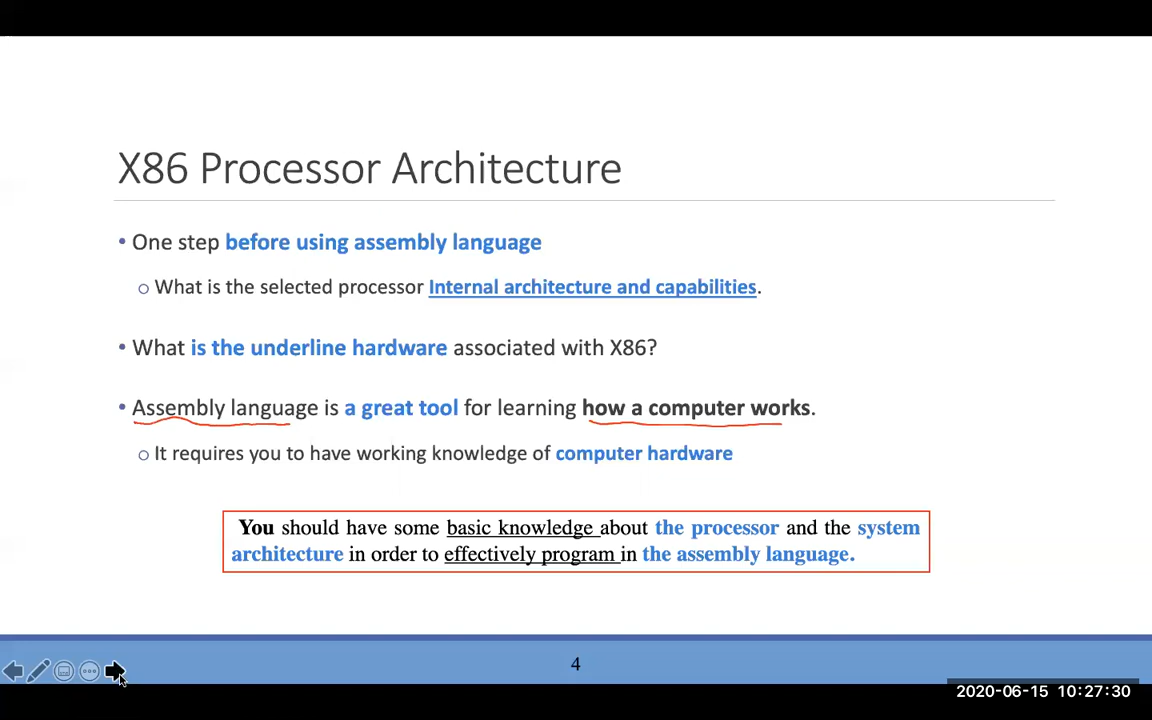 X86 Processor Architecture
• One step before using assembly language
o What is the selected processor Internal architecture and capabilities.
• What is the underline hardware associated with X86?
• Assembly language is a great tool for learning how a computer works.
o It requires you to have working knowledge of computer hardware
You should have some basic knowledge about the processor and the system
architecture in order to effectively program in the assembly language.
4
2020-06-15 10:27:30